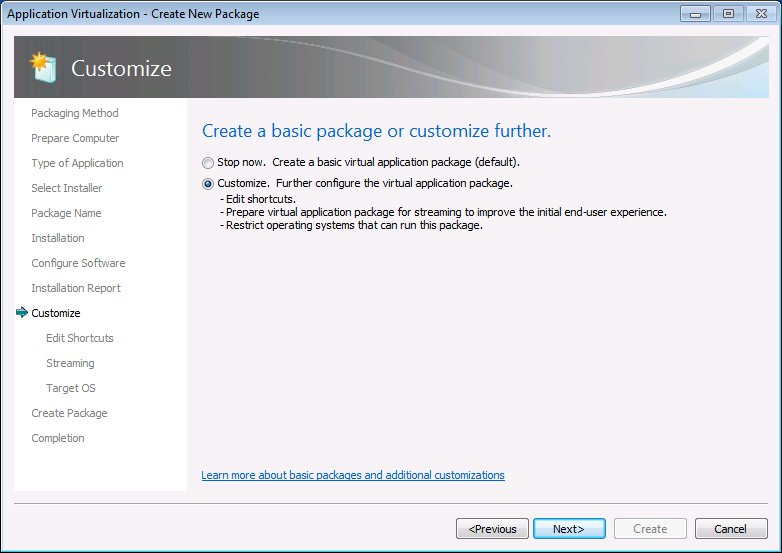 Application Virtualization - Create New Package
Customize
Packaging Method
Prepare Computer
Type of Application
Select Installer
Package Name
Installation
Configure Software
Installation Report
Customize
Edit Shortcuts
Streaming
Target OS
Create Package
Completion
Create a basic package or customize further.
Stop now. Create a basic virtual application package (default).
Customize. Further configure the virtual application package.
- Edit shortcuts.
- Prepare virtual application package for streaming to improve the initial end-user experience.
- Restrict operating systems that can run this package.
Learn more about basic packages and additional customizations
<Previous
Next>
Create
Cancel